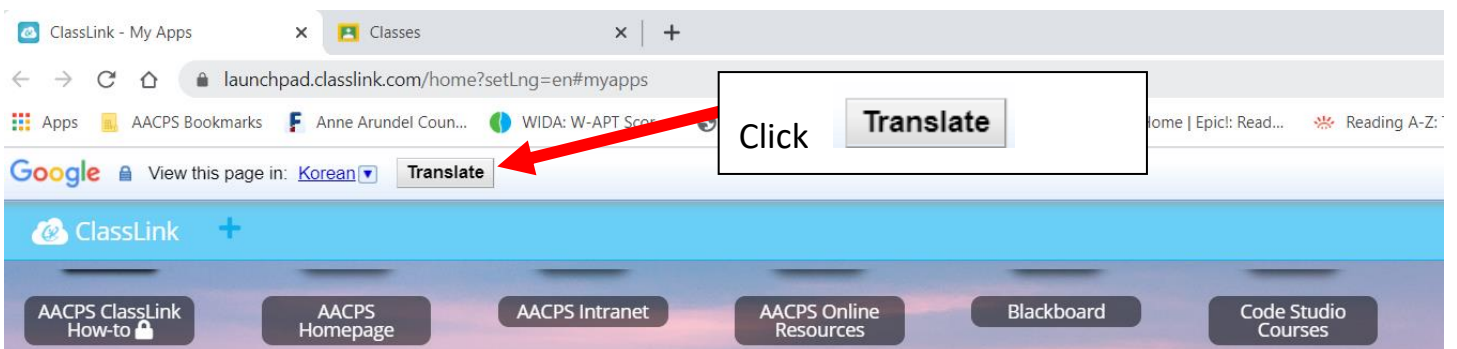 ClassLink - My Apps
Classes
launchpad.classlink.com/home?setLng=en#myapps
Apps AACPS Bookmarks Anne Arundel Coun... WIDA: W-APT Scor Home | Epic!: Read... Reading A-Z:
Click Translate
Google View this page in: Korean Translate
ClassLink +
AACPS ClassLink
How-to
AACPS
Homepage
AACPS Intranet
AACPS Online
Resources
Blackboard
Code Studio
Courses